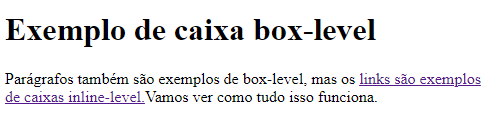 Exemplo de caixa box-level
Parágrafos também são exemplos de box-level, mas os links são exemplos
de caixas inline-level.Vamos ver como tudo isso funciona.